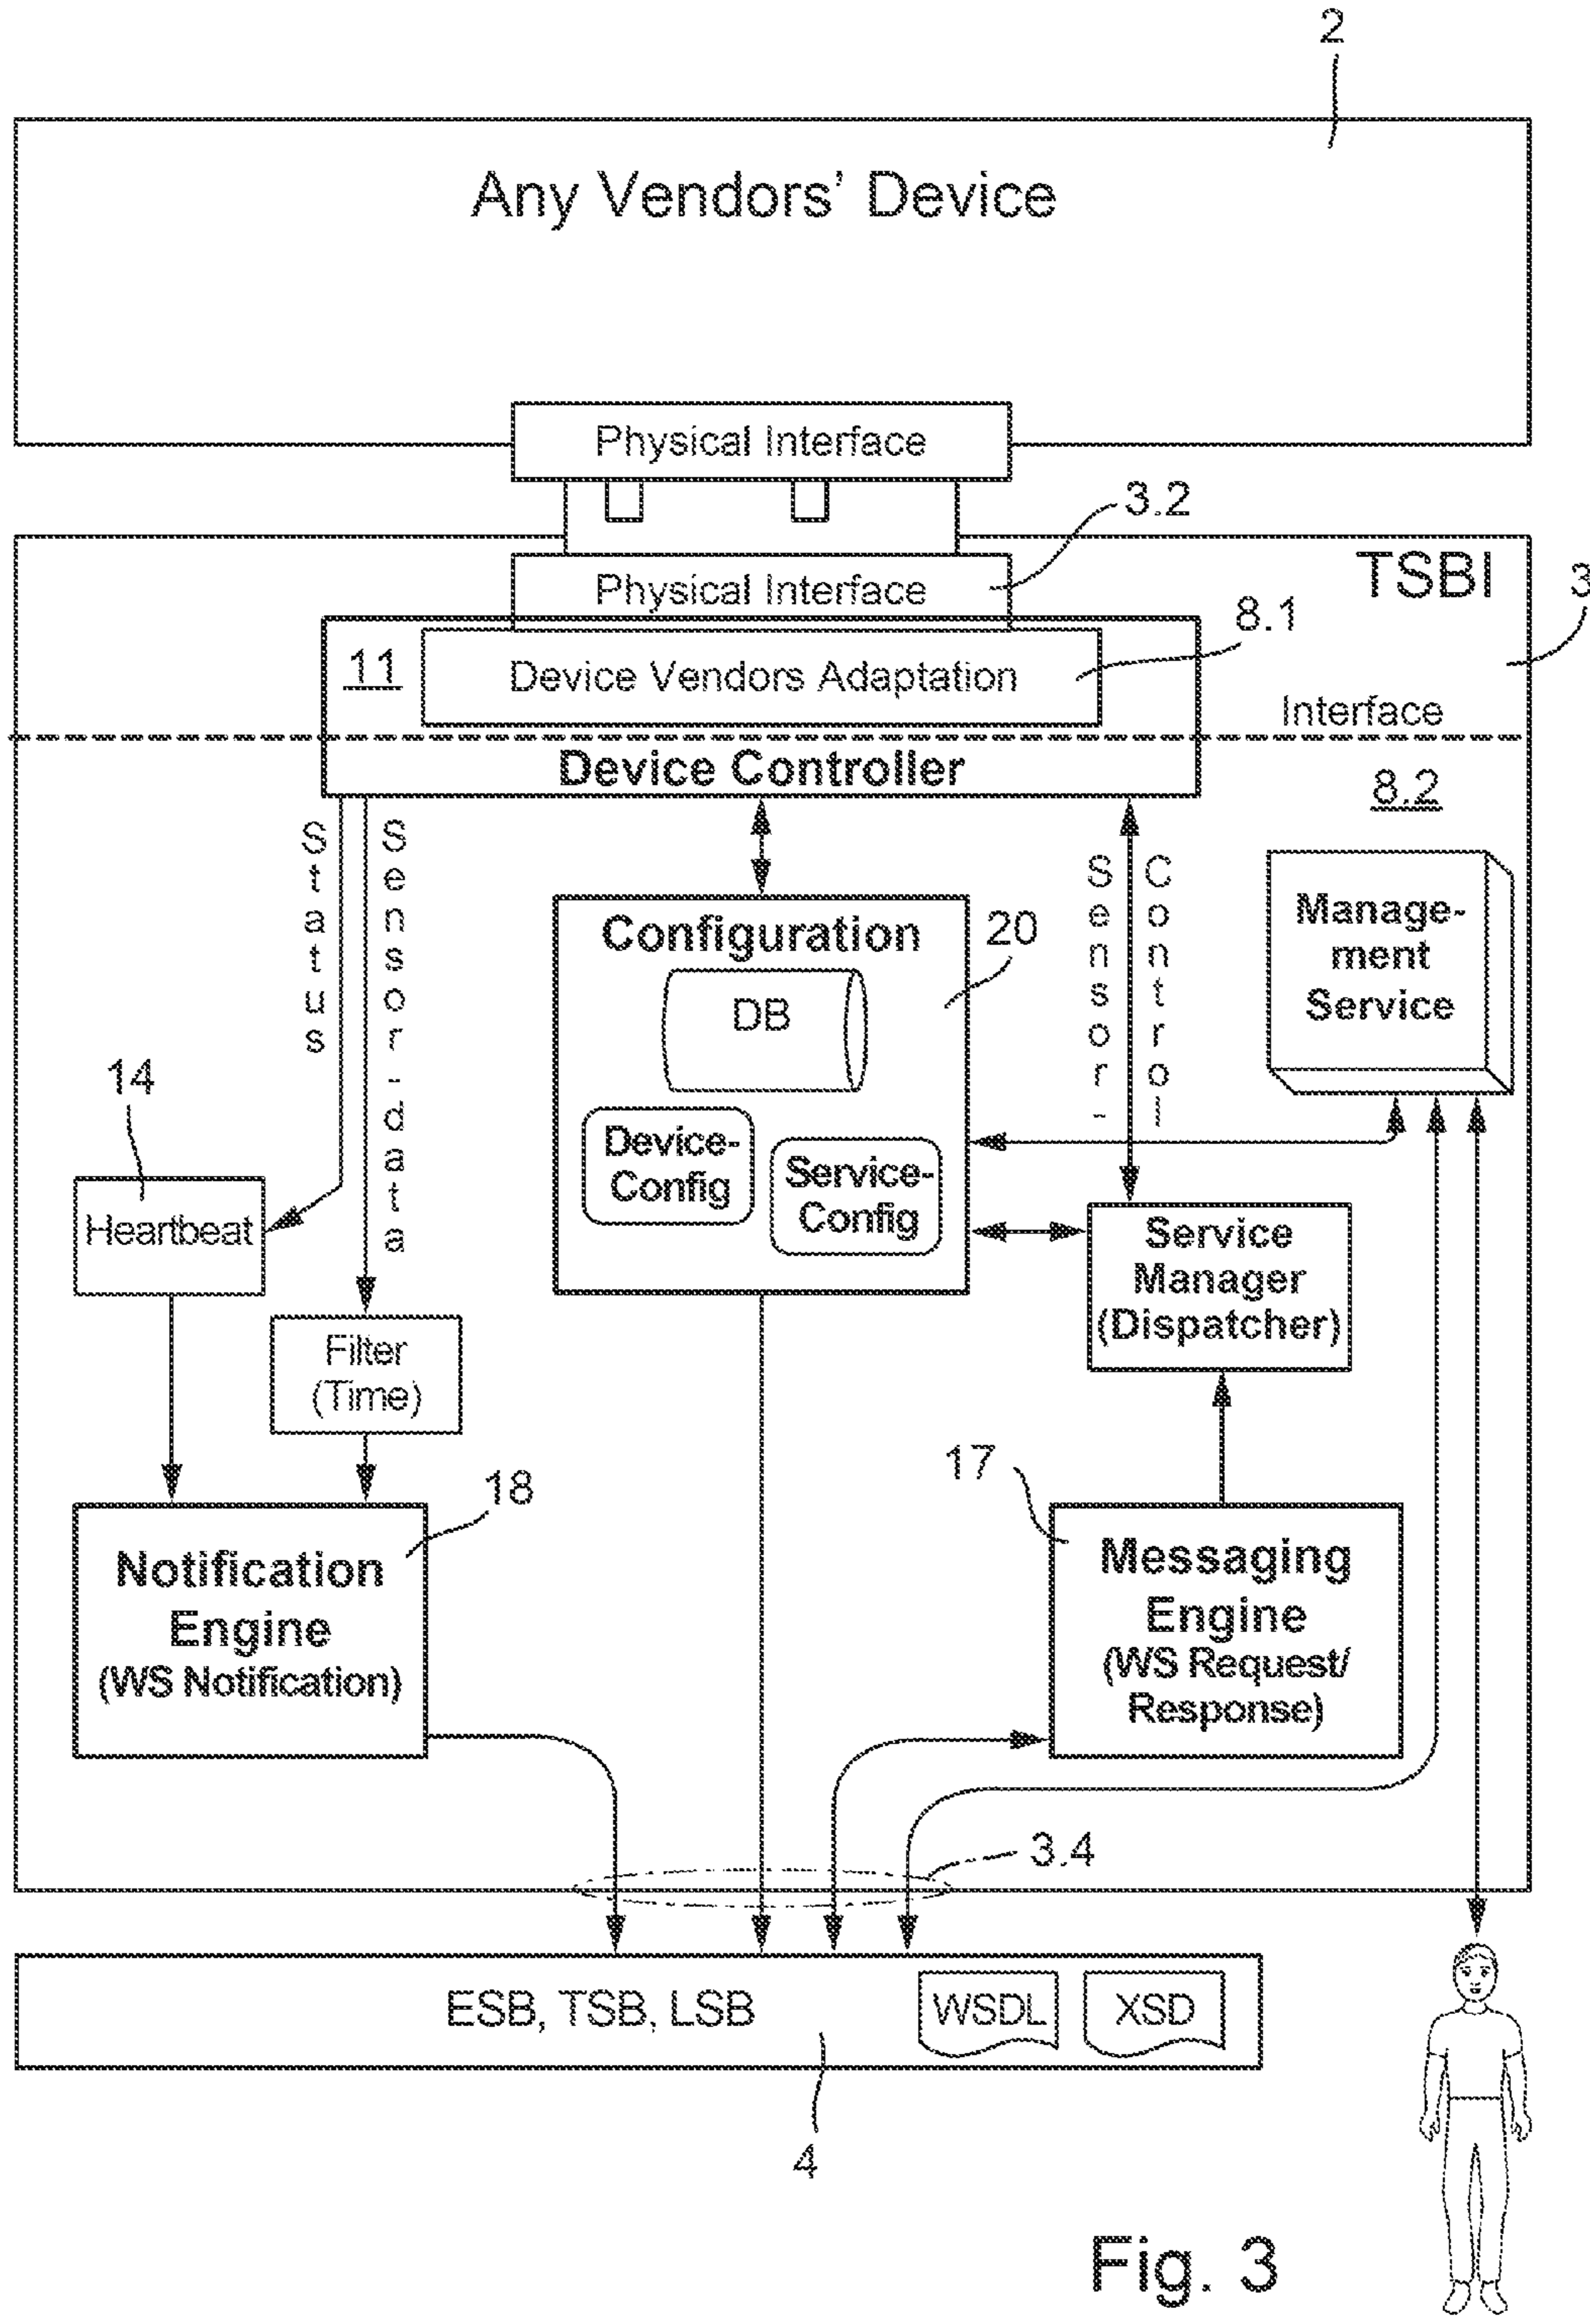 2
Any Vendors' Device
Physical Interface
3.2
Physical Interface
TSBI
3
8.1
11
Device Vendors Adaptation
Interface
Device Controller
8.2
Status
Sensor-data
Sensor-
Control
Configuration
20
DB
Device-
Config
Service-
Config
Manage-
ment
Service
14
Heartbeat
Service
Manager
(Dispatcher)
Filter
(Time)
18
17
Notification
Engine
(WS Notification)
Messaging
Engine
(WS Request/
Response)
3.4
ESB, TSB, LSB
WSDL
XSD
4
Fig. 3